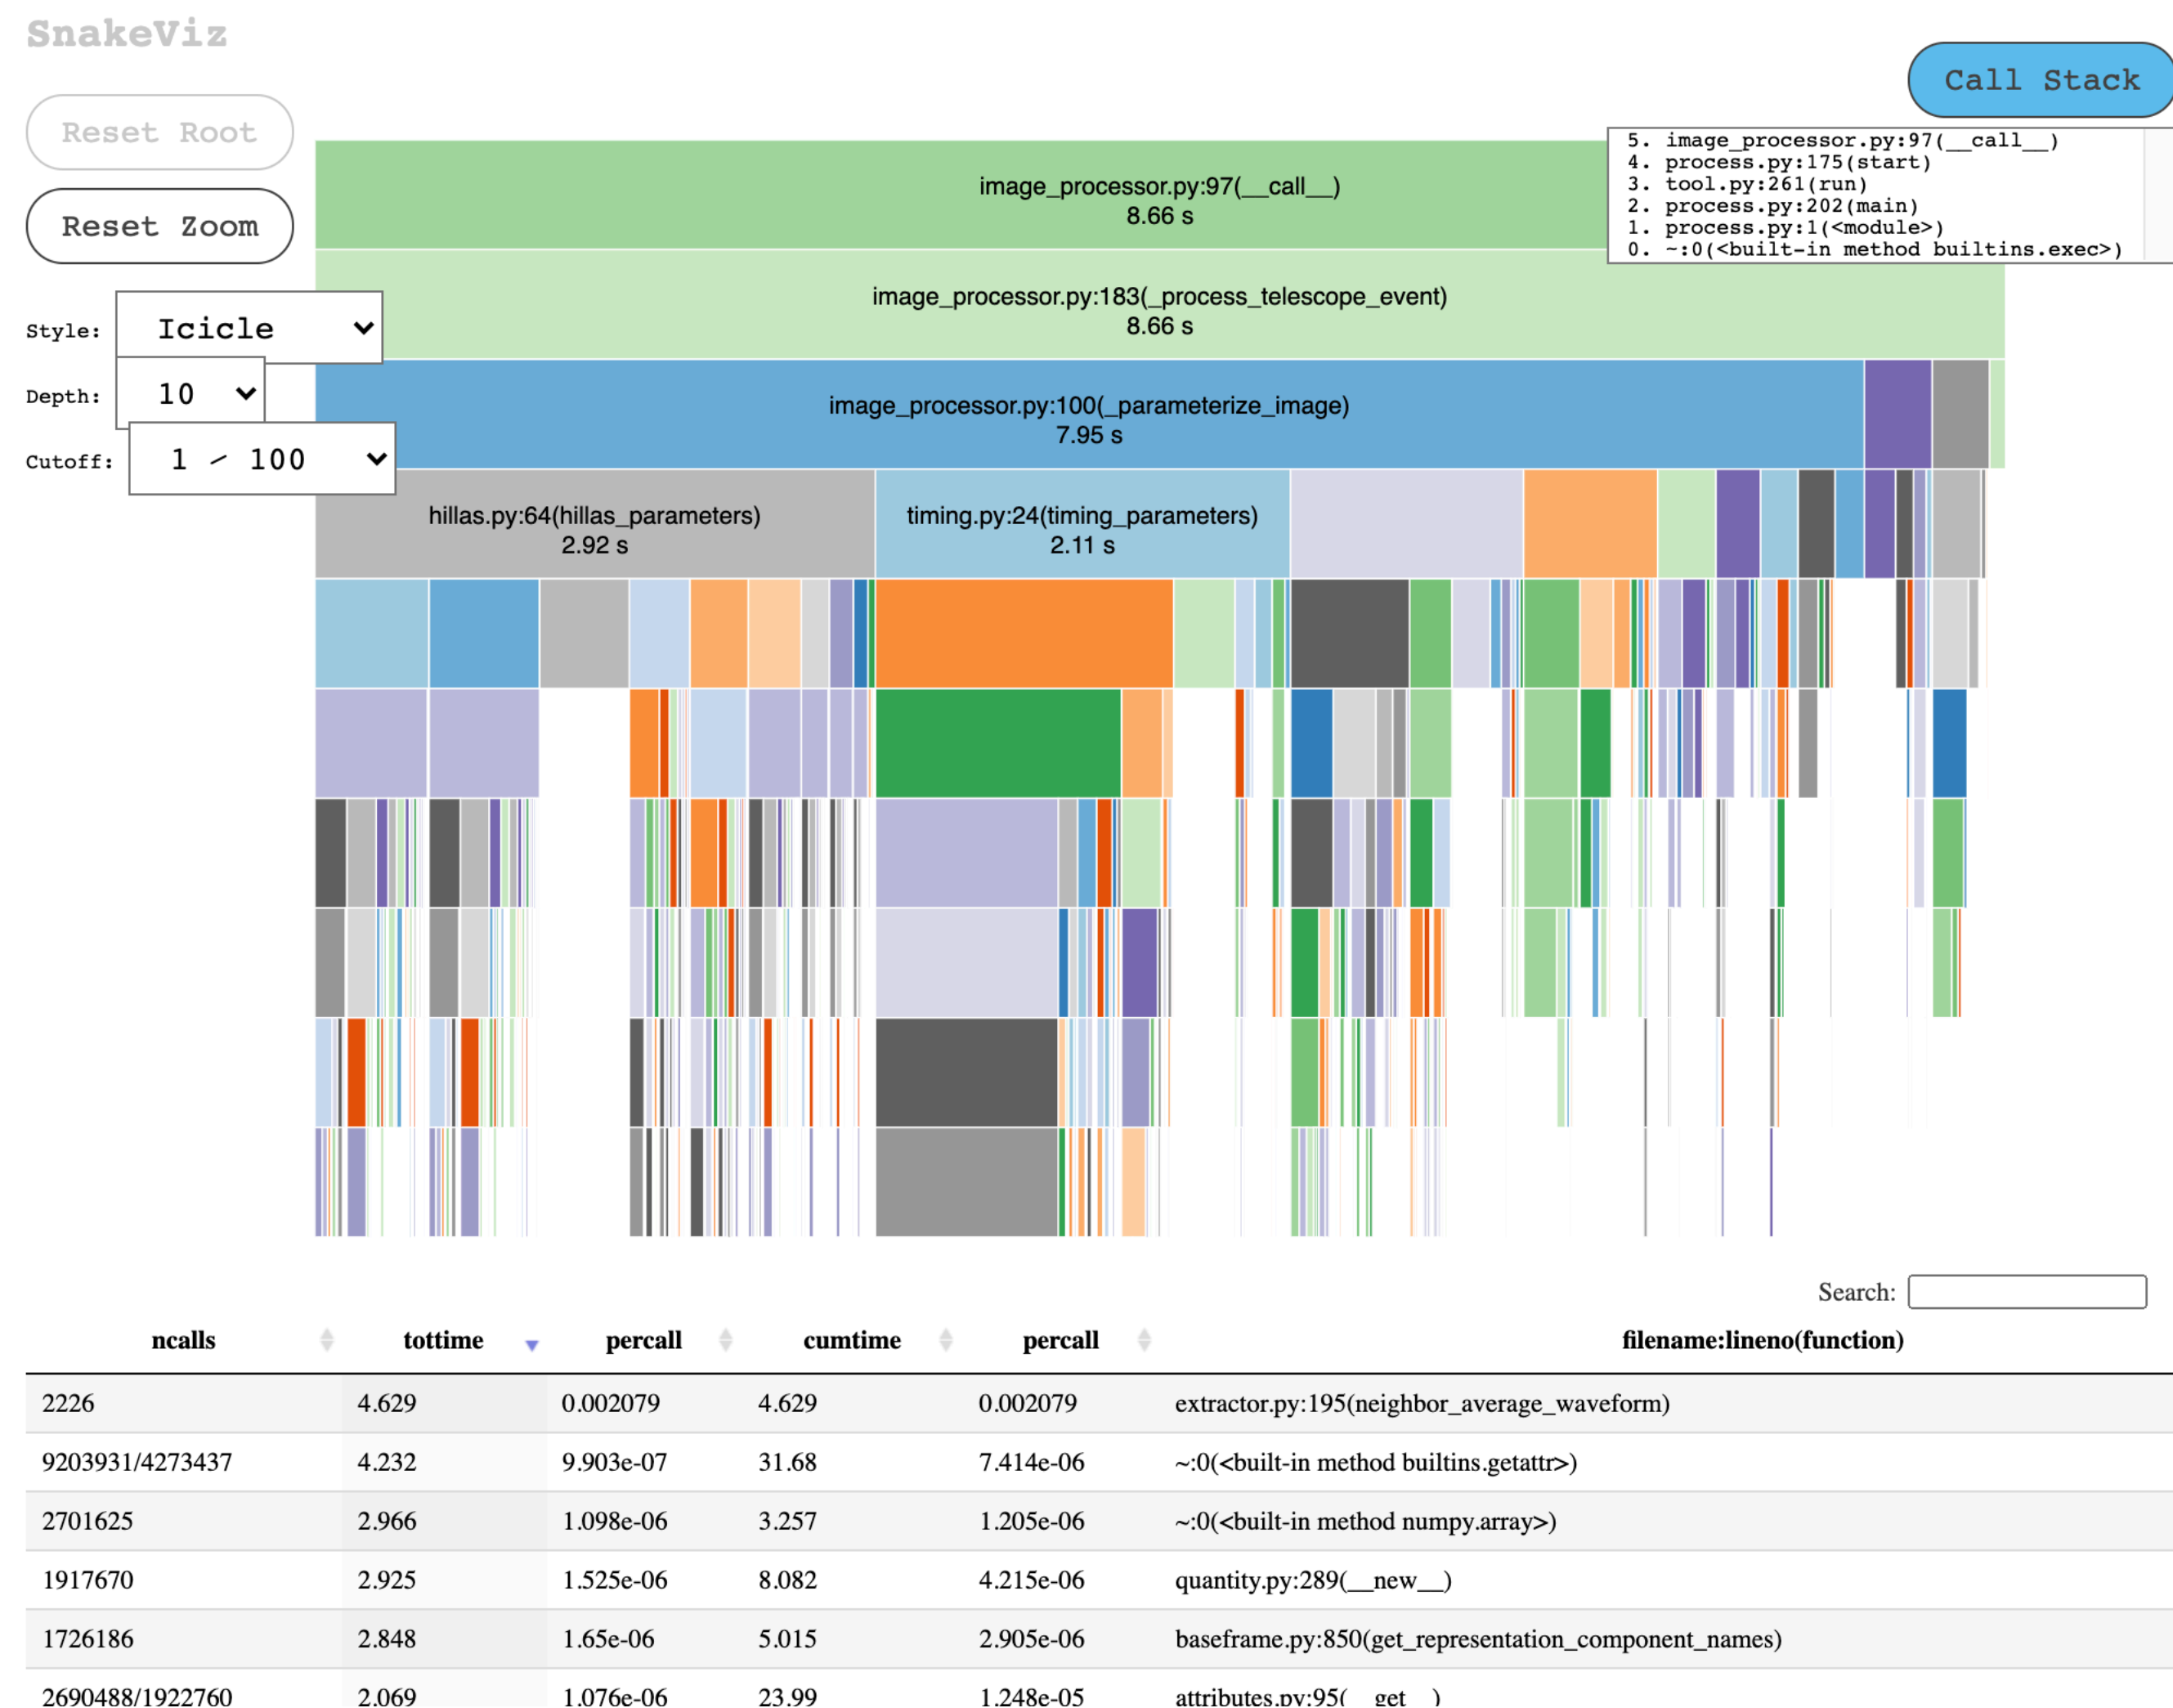 SnakeViz
Call Stack
Reset Root
Reset Zoom
Style: Icicle
Depth: 10
Cutoff: 1 / 100
5. image_processor.py:97(__call__)
4. process.py:175(start)
3. tool.py:261(run)
2. process.py:202(main)
1. process.py:1(<module>)
0. ~:0(<built-in method builtins.exec>)
image_processor.py:97(__call__)
8.66 s
image_processor.py:183(_process_telescope_event)
8.66 s
image_processor.py:100(_parameterize_image)
7.95 s
hillas.py:64(hillas_parameters)
2.92 s
timing.py:24(timing_parameters)
2.11 s
Search:
ncalls tottime percall cumtime percall filename:lineno(function)
2226 4.629 0.002079 4.629 0.002079 extractor.py:195(neighbor_average_waveform)
9203931/4273437 4.232 9.903e-07 31.68 7.414e-06 ~:0(<built-in method builtins.getattr>)
2701625 2.966 1.098e-06 3.257 1.205e-06 ~:0(<built-in method numpy.array>)
1917670 2.925 1.525e-06 8.082 4.215e-06 quantity.py:289(__new__)
1726186 2.848 1.65e-06 5.015 2.905e-06 baseframe.py:850(get_representation_component_names)
2690488/1922760 2.069 1.076e-06 23.99 1.248e-05 attributes.py:95(__get__)